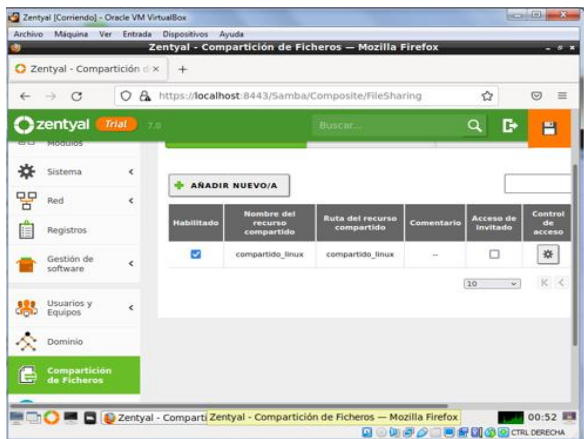 Zentyal [Corriendo] - Oracle VM VirtualBox
Archivo Máquina Ver Entrada Dispositivos Ayuda
Zentyal - Compartición de Ficheros — Mozilla Firefox
Zentyal - Compartición d
https://localhost:8443/Samba/Composite/FileSharing
zentyal Trial 7.0 Buscar...
Módulos
Sistema
Red
Registros
Gestión de
software
Usuarios y
Equipos
Dominio
Compartición
de Ficheros
AÑADIR NUEVO/A
Habilitado
Nombre del
recurso
compartido
Ruta del recurso
compartido
Comentario
Acceso de
invitado
Control
de
acceso
compartido_linux compartido_linux --
10
Zentyal - Comparti
Zentyal - Compartición de Ficheros — Mozilla Firefox
00:52
CTRL DERECHA